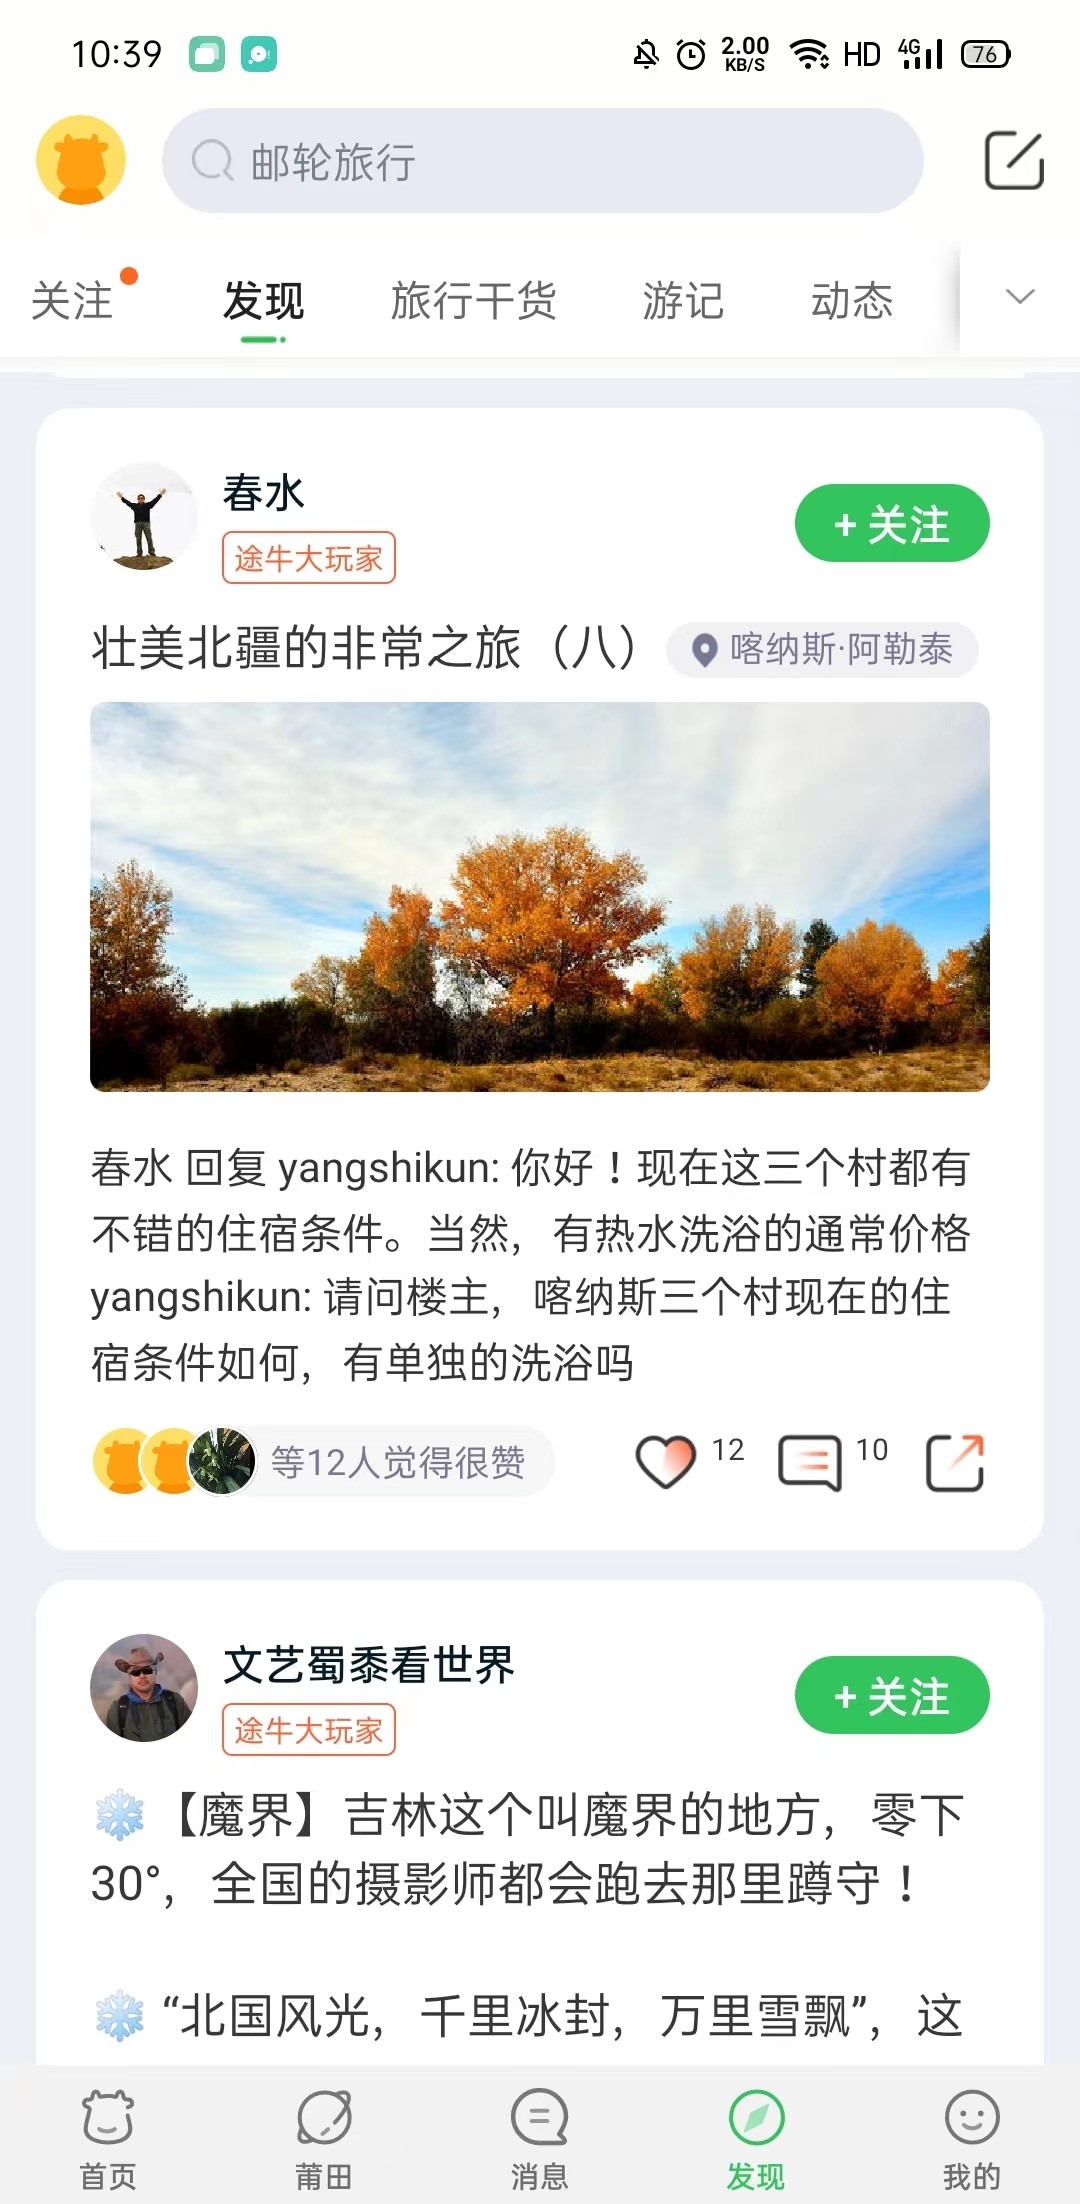 10:39
2.00
KB/S
HD
4G
76
邮轮旅行
关注
发现
旅行干货
游记
动态
春水
途牛大玩家
+ 关注
壮美北疆的非常之旅（八）
喀纳斯·阿勒泰
春水 回复 yangshikun: 你好！现在这三个村都有
不错的住宿条件。当然，有热水洗浴的通常价格
yangshikun: 请问楼主，喀纳斯三个村现在的住
宿条件如何，有单独的洗浴吗
等12人觉得很赞
12
10
文艺蜀黍看世界
途牛大玩家
+ 关注
❄️【魔界】吉林这个叫魔界的地方，零下
30°，全国的摄影师都会跑去那里蹲守！
❄️ “北国风光，千里冰封，万里雪飘”，这
首页
莆田
消息
发现
我的